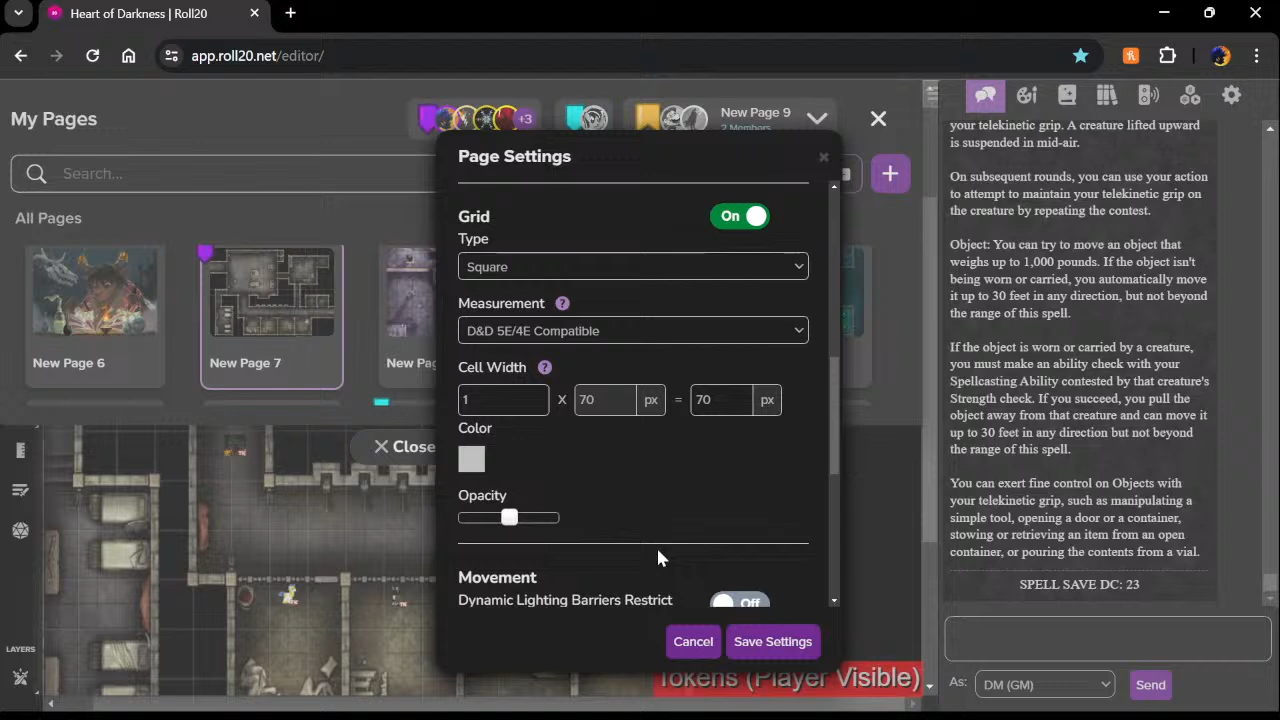 Heart of Darkness | Roll20
app.roll20.net/editor/
My Pages
+3
New Page 9
2 Members
Search...
All Pages
New Page 6
New Page 7
New Pag
Close
LAYERS
Page Settings
Grid
On
Type
Square
Measurement
D&D 5E/4E Compatible
Cell Width
1 X 70 px = 70 px
Color
Opacity
Movement
Dynamic Lighting Barriers Restrict
Off
Cancel
Save Settings
Tokens (Player Visible)
your telekinetic grip. A creature lifted upward
is suspended in mid-air.
On subsequent rounds, you can use your action
to attempt to maintain your telekinetic grip on
the creature by repeating the contest.
Object: You can try to move an object that
weighs up to 1,000 pounds. If the object isn't
being worn or carried, you automatically move
it up to 30 feet in any direction, but not beyond
the range of this spell.
If the object is worn or carried by a creature,
you must make an ability check with your
Spellcasting Ability contested by that creature's
Strength check. If you succeed, you pull the
object away from that creature and can move it
up to 30 feet in any direction but not beyond
the range of this spell.
You can exert fine control on Objects with
your telekinetic grip, such as manipulating a
simple tool, opening a door or a container,
stowing or retrieving an item from an open
container, or pouring the contents from a vial.
SPELL SAVE DC: 23
As:
DM (GM)
Send